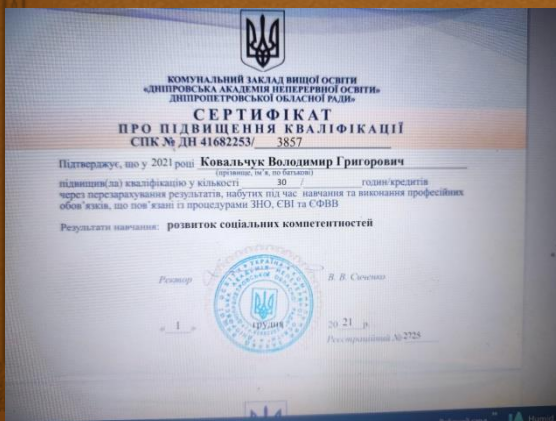 КОМУНАЛЬНИЙ ЗАКЛАД ВИЩОЇ ОСВІТИ
«ДНІПРОВСЬКА АКАДЕМІЯ НЕПЕРЕРВНОЇ ОСВІТИ»
ДНІПРОПЕТРОВСЬКОЇ ОБЛАСНОЇ РАДИ»
СЕРТИФІКАТ
ПРО ПІДВИЩЕННЯ КВАЛІФІКАЦІЇ
СПК № ДН 41682253/ 3857
Підтверджує, що у 2021 році Ковальчук Володимир Григорович
(прізвище, ім'я, по батькові)
підвищив(ла) кваліфікацію у кількості 30 / годин/кредитів
через перезарахування результатів, набутих під час навчання та виконання професійних
обов'язків, що пов'язані із процедурами ЗНО, ЄВІ та ЄФВВ
Результати навчання: розвиток соціальних компетентностей
Ректор В. В. Сиченко
« 1 » грудня 20 21 р.
Реєстраційний № 2725